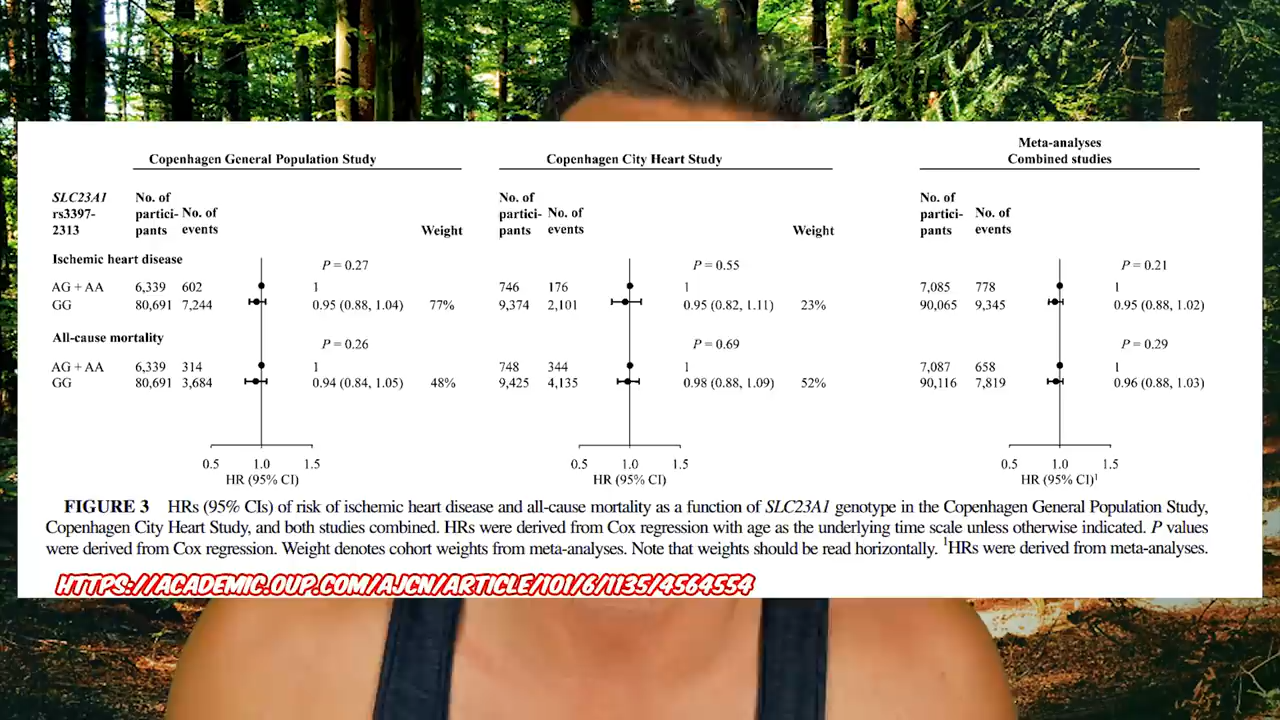 Copenhagen General Population Study
Copenhagen City Heart Study
Meta-analyses
Combined studies
SLC23A1
rs3397-
2313
No. of
partici-
pants
No. of
events
Weight
No. of
partici-
pants
No. of
events
Weight
No. of
partici-
pants
No. of
events
Ischemic heart disease
P = 0.27
P = 0.55
P = 0.21
AG + AA 6,339 602 1 746 176 1 7,085 778 1
GG 80,691 7,244 0.95 (0.88, 1.04) 77% 9,374 2,101 0.95 (0.82, 1.11) 23% 90,065 9,345 0.95 (0.88, 1.02)
All-cause mortality
P = 0.26
P = 0.69
P = 0.29
AG + AA 6,339 314 1 748 344 1 7,087 658 1
GG 80,691 3,684 0.94 (0.84, 1.05) 48% 9,425 4,135 0.98 (0.88, 1.09) 52% 90,116 7,819 0.96 (0.88, 1.03)
0.5 1.0 1.5 0.5 1.0 1.5 0.5 1.0 1.5
HR (95% CI) HR (95% CI) HR (95% CI)¹
FIGURE 3 HRs (95% CIs) of risk of ischemic heart disease and all-cause mortality as a function of SLC23A1 genotype in the Copenhagen General Population Study,
Copenhagen City Heart Study, and both studies combined. HRs were derived from Cox regression with age as the underlying time scale unless otherwise indicated. P values
were derived from Cox regression. Weight denotes cohort weights from meta-analyses. Note that weights should be read horizontally. ¹HRs were derived from meta-analyses.
HTTPS://ACADEMIC.OUP.COM/AJCN/ARTICLE/101/6/1135/4564554